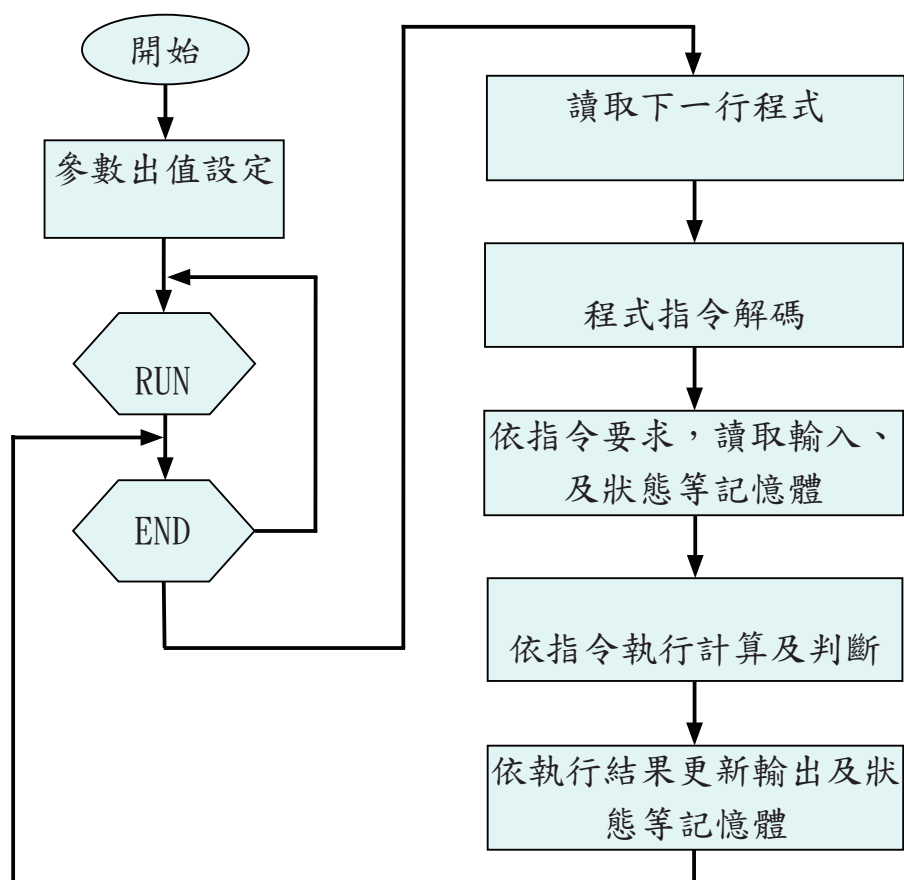 開始
參數出值設定
RUN
END
讀取下一行程式
程式指令解碼
依指令要求，讀取輸入、
及狀態等記憶體
依指令執行計算及判斷
依執行結果更新輸出及狀
態等記憶體